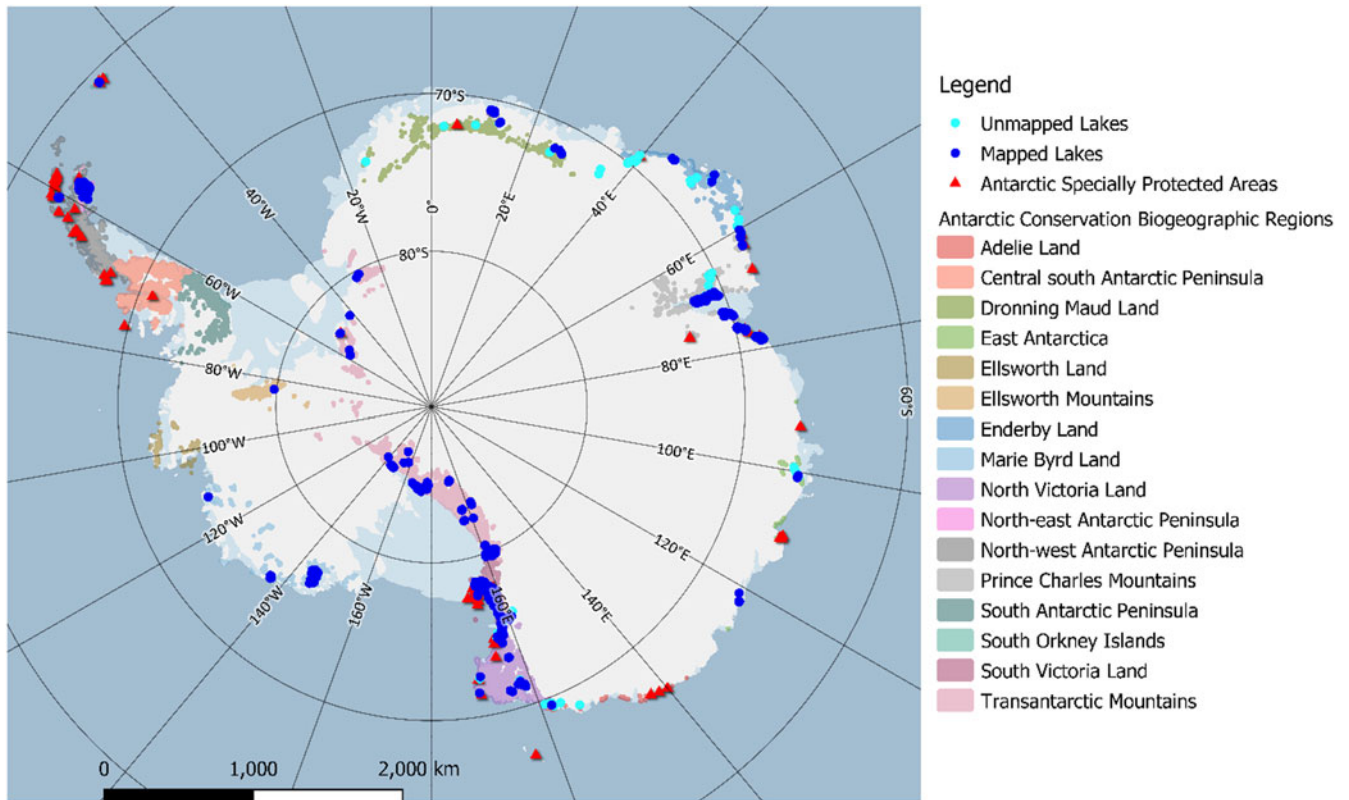 70°S
40°W
20°W
0°
20°E
40°E
80°S
60°W
60°E
80°W
80°E
60°S
100°W
100°E
120°W
120°E
140°W
160°W
160°E
140°E
0 1,000 2,000 km
Legend
Unmapped Lakes
Mapped Lakes
Antarctic Specially Protected Areas
Antarctic Conservation Biogeographic Regions
Adelie Land
Central south Antarctic Peninsula
Dronning Maud Land
East Antarctica
Ellsworth Land
Ellsworth Mountains
Enderby Land
Marie Byrd Land
North Victoria Land
North-east Antarctic Peninsula
North-west Antarctic Peninsula
Prince Charles Mountains
South Antarctic Peninsula
South Orkney Islands
South Victoria Land
Transantarctic Mountains